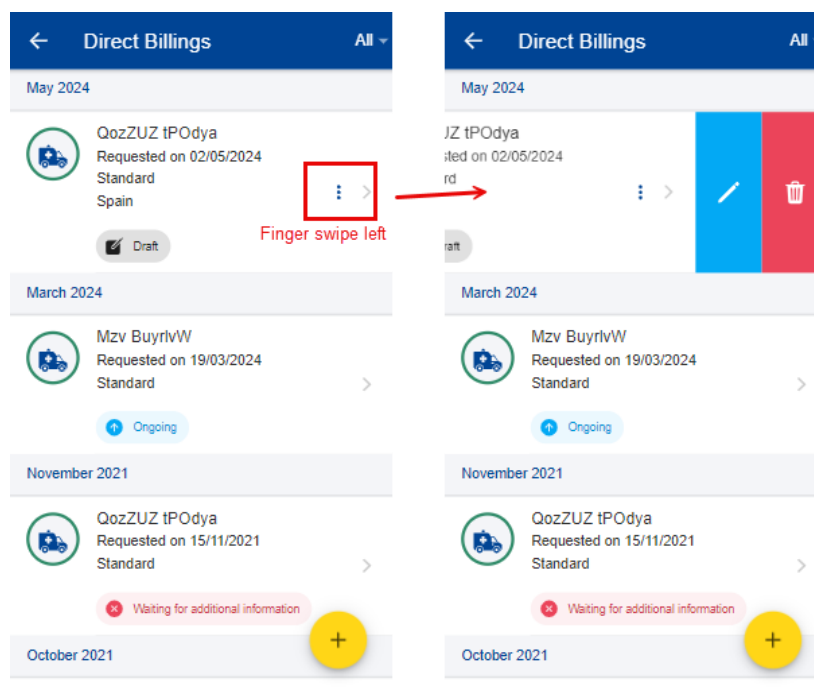 Direct Billings All
May 2024
QozZUZ tPOdya
Requested on 02/05/2024
Standard
Spain
Finger swipe left
Draft
March 2024
Mzv BuyrlvW
Requested on 19/03/2024
Standard
Ongoing
November 2021
QozZUZ tPOdya
Requested on 15/11/2021
Standard
Waiting for additional information
+
October 2021
Direct Billings All
May 2024
JZ tPOdya
sted on 02/05/2024
rd
raft
March 2024
Mzv BuyrlvW
Requested on 19/03/2024
Standard
Ongoing
November 2021
QozZUZ tPOdya
Requested on 15/11/2021
Standard
Waiting for additional information
+
October 2021